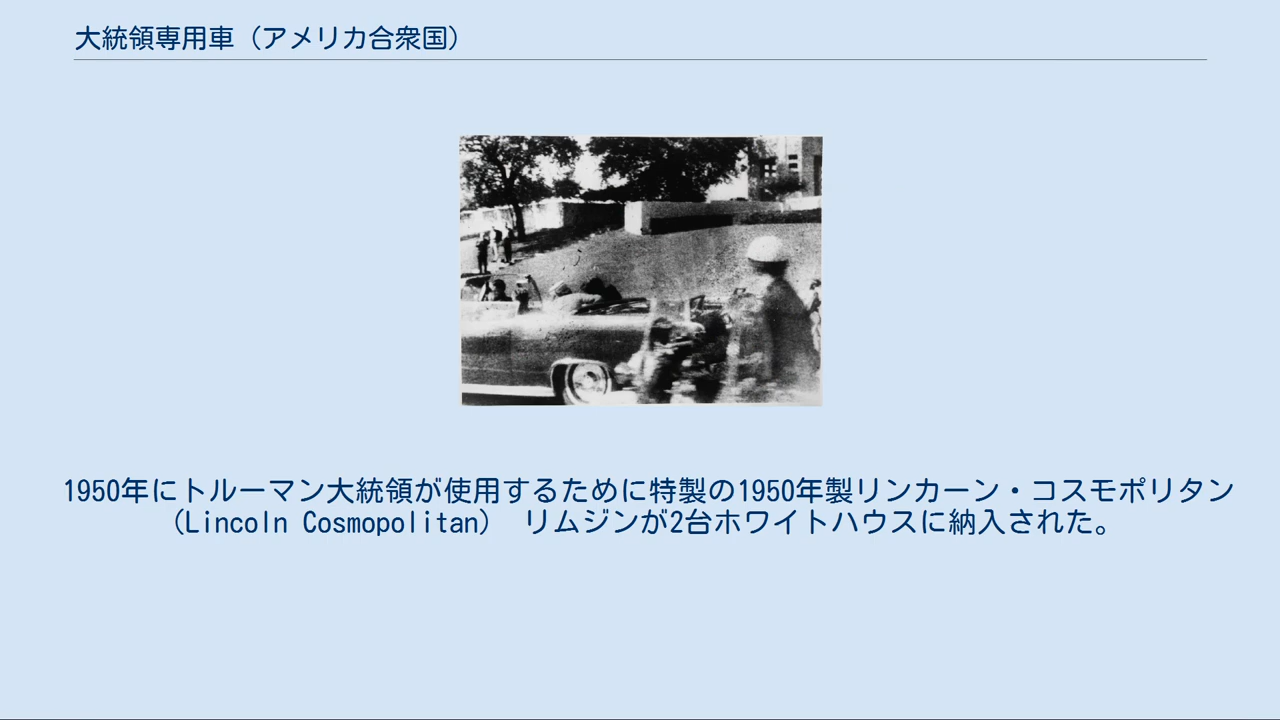 大統領専用車（アメリカ合衆国）
1950年にトルーマン大統領が使用するために特製の1950年製リンカーン・コスモポリタン
（Lincoln Cosmopolitan）　リムジンが2台ホワイトハウスに納入された。